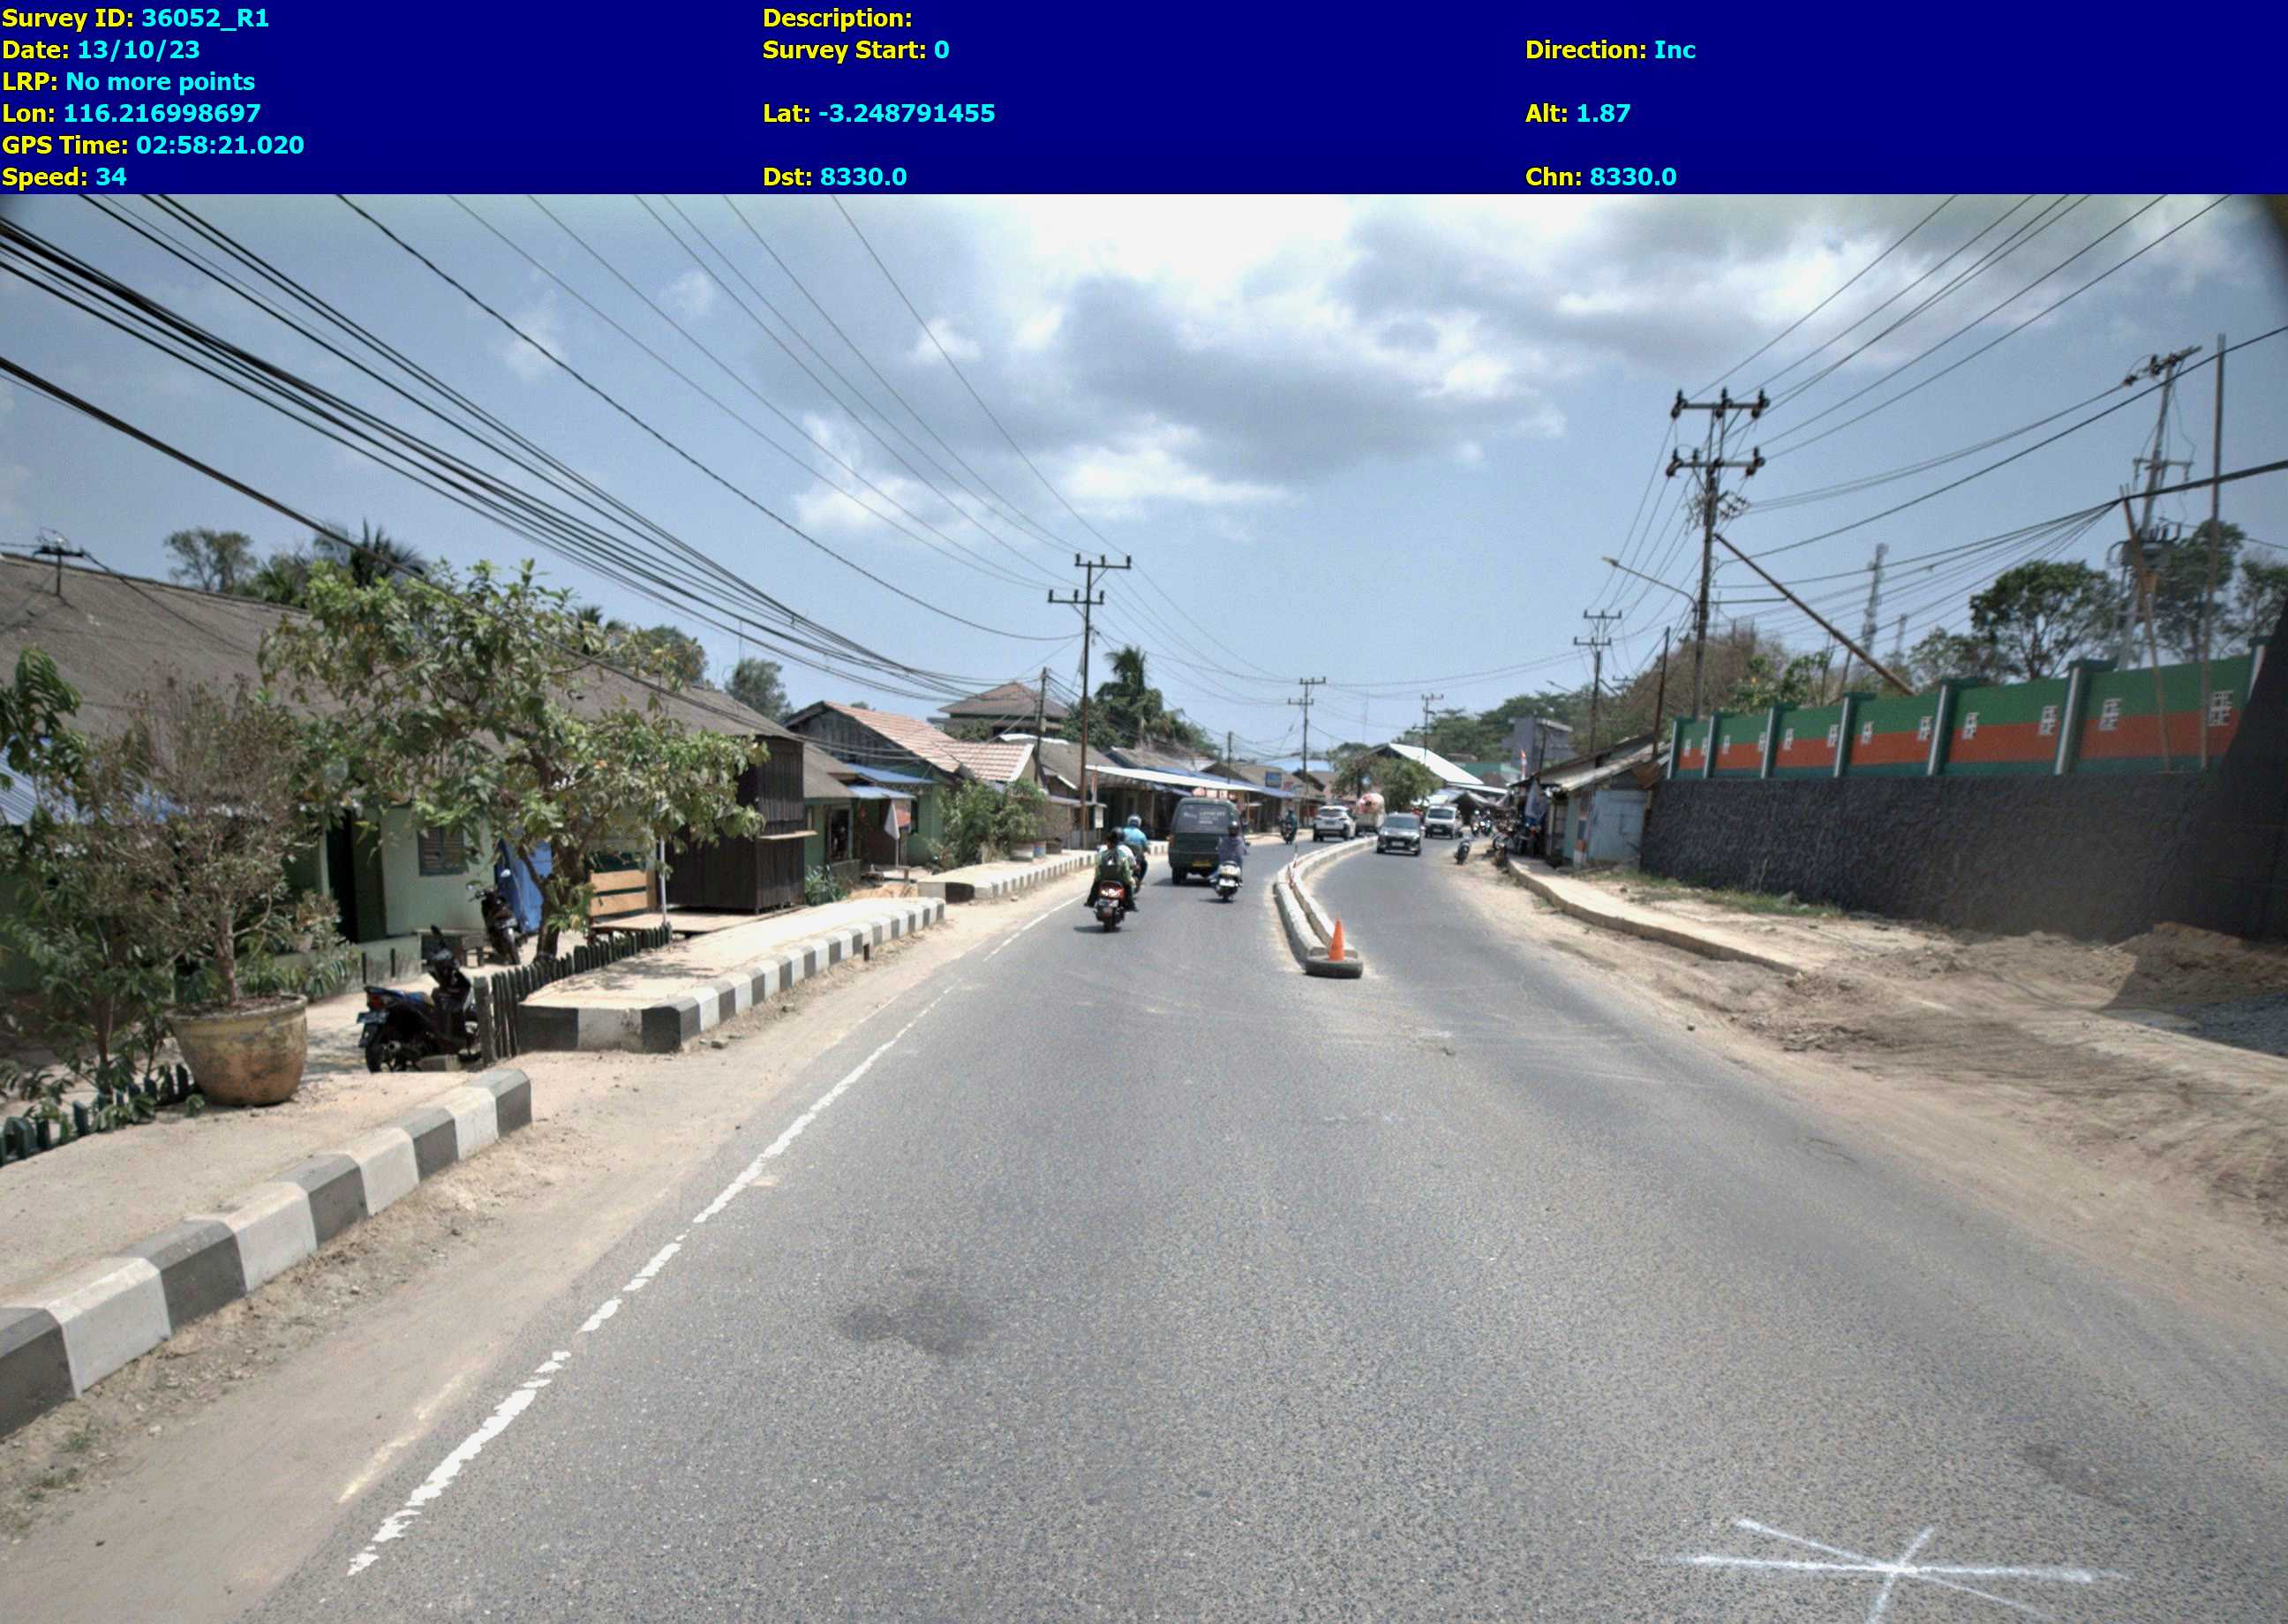 Survey ID: 36052_R1
Description:
Date: 13/10/23
Survey Start: 0
Direction: Inc
LRP: No more points
Lon: 116.216998697
Lat: -3.248791455
Alt: 1.87
GPS Time: 02:58:21.020
Speed: 34
Dst: 8330.0
Chn: 8330.0